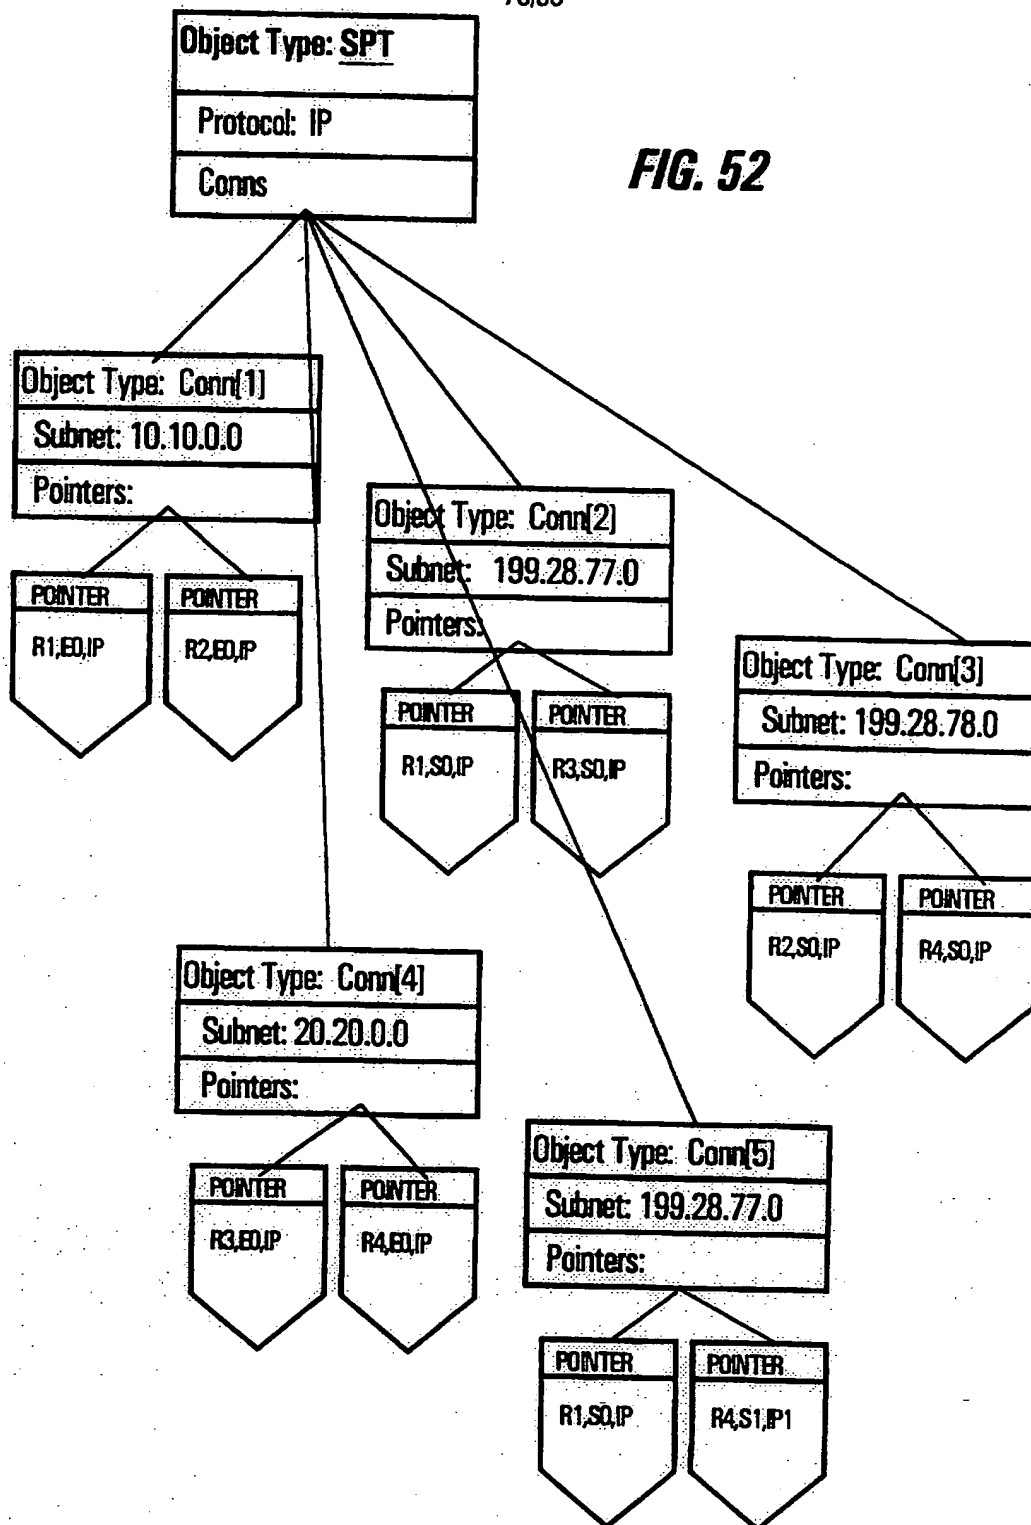 Object Type: SPT
Protocol: IP
Conns
FIG. 52
Object Type: Conn[1]
Subnet: 10.10.0.0
Pointers:
POINTER
R1,E0,IP
POINTER
R2,E0,IP
Object Type: Conn[2]
Subnet: 199.28.77.0
Pointers:
POINTER
R1,S0,IP
POINTER
R3,S0,IP
Object Type: Conn[3]
Subnet: 199.28.78.0
Pointers:
POINTER
R2,S0,IP
POINTER
R4,S0,IP
Object Type: Conn[4]
Subnet: 20.20.0.0
Pointers:
POINTER
R3,E0,IP
POINTER
R4,E0,IP
Object Type: Conn[5]
Subnet: 199.28.77.0
Pointers:
POINTER
R1,S0,IP
POINTER
R4,S1,IP1